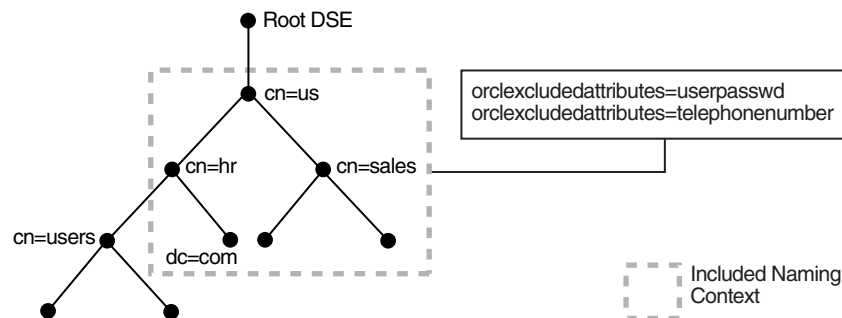 Root DSE
cn=us
orclexcludedattributes=userpasswd
orclexcludedattributes=telephonenumber
cn=hr
cn=sales
cn=users
dc=com
Included Naming
Context